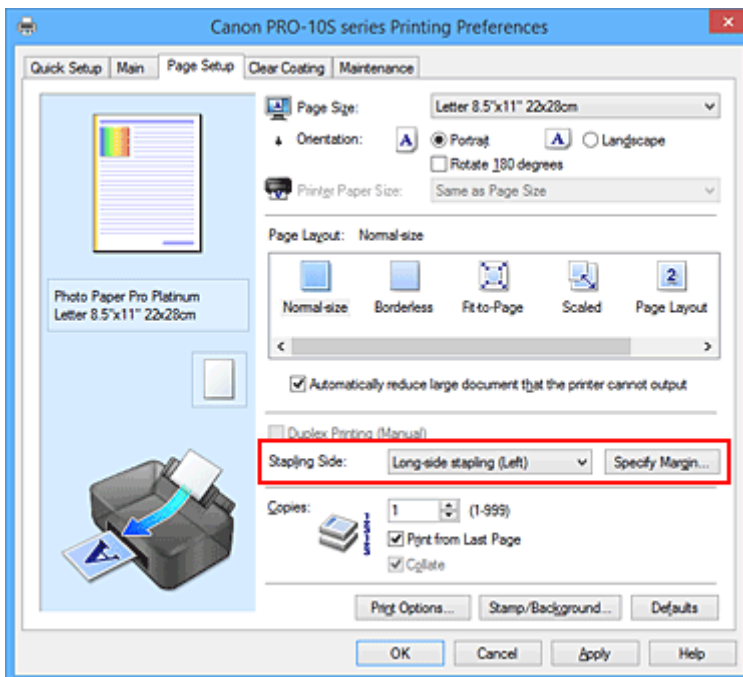 Canon PRO-10S series Printing Preferences
Quick Setup Main Page Setup Clear Coating Maintenance
Page Size: Letter 8.5"x11" 22x28cm
Orientation: A Portrait A Landscape
Rotate 180 degrees
Printer Paper Size: Same as Page Size
Page Layout: Normal-size
2
Normal-size Borderless Fit-to-Page Scaled Page Layout
Photo Paper Pro Platinum
Letter 8.5"x11" 22x28cm
Automatically reduce large document that the printer cannot output
Duplex Printing (Manual)
Stapling Side: Long-side stapling (Left) Specify Margin...
Copies: 1 (1-999)
Print from Last Page
Collate
A
Print Options... Stamp/Background... Defaults
OK Cancel Apply Help